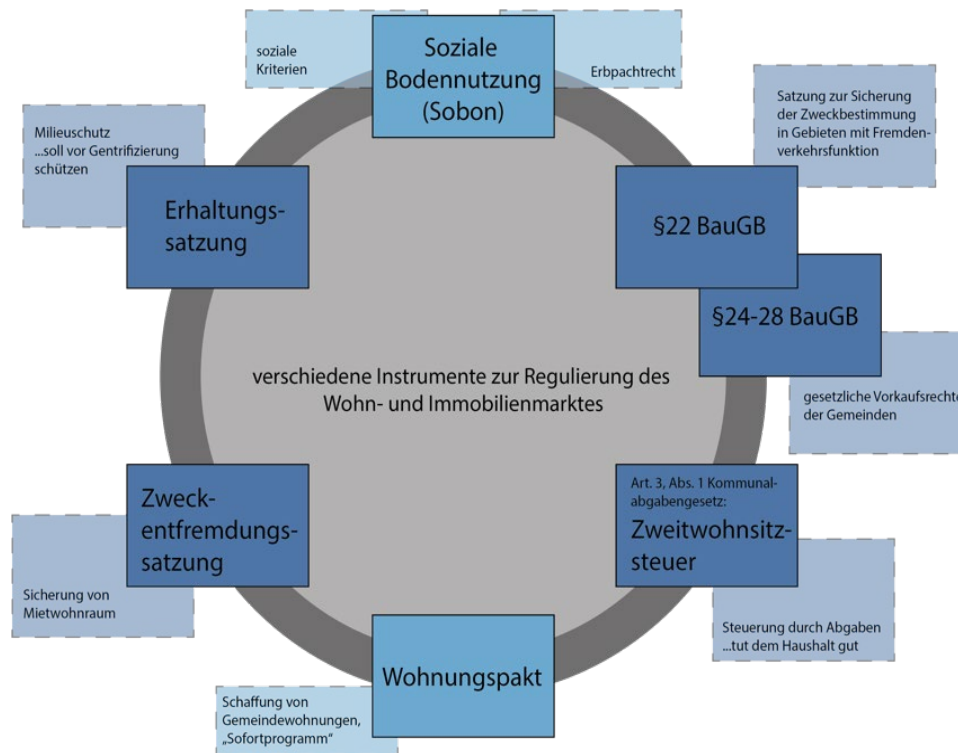 soziale
Kriterien
Soziale
Bodennutzung
(Sobon)
Erbpachtrecht
Satzung zur Sicherung
der Zweckbestimmung
in Gebieten mit Fremden-
verkehrsfunktion
Milieuschutz
...soll vor Gentrifizierung
schützen
Erhaltungs-
satzung
§22 BauGB
§24-28 BauGB
gesetzliche Vorkaufsrechte
der Gemeinden
verschiedene Instrumente zur Regulierung des
Wohn- und Immobilienmarktes
Zweck-
entfremdungs-
satzung
Sicherung von
Mietwohnraum
Art. 3, Abs. 1 Kommunal-
abgabengesetz:
Zweitwohnsitz-
steuer
Steuerung durch Abgaben
...tut dem Haushalt gut
Wohnungspakt
Schaffung von
Gemeindewohnungen,
„Sofortprogramm“